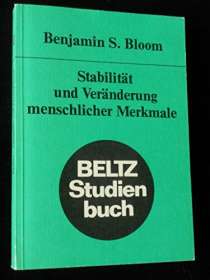 Benjamin S. Bloom
Stabilität
und Veränderung
menschlicher Merkmale
BELTZ
Studien
buch